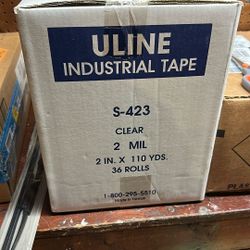 ULINE
INDUSTRIAL TAPE
S-423
CLEAR
2 MIL
2 IN. X 110 YDS.
36 ROLLS
1-800-295-5510